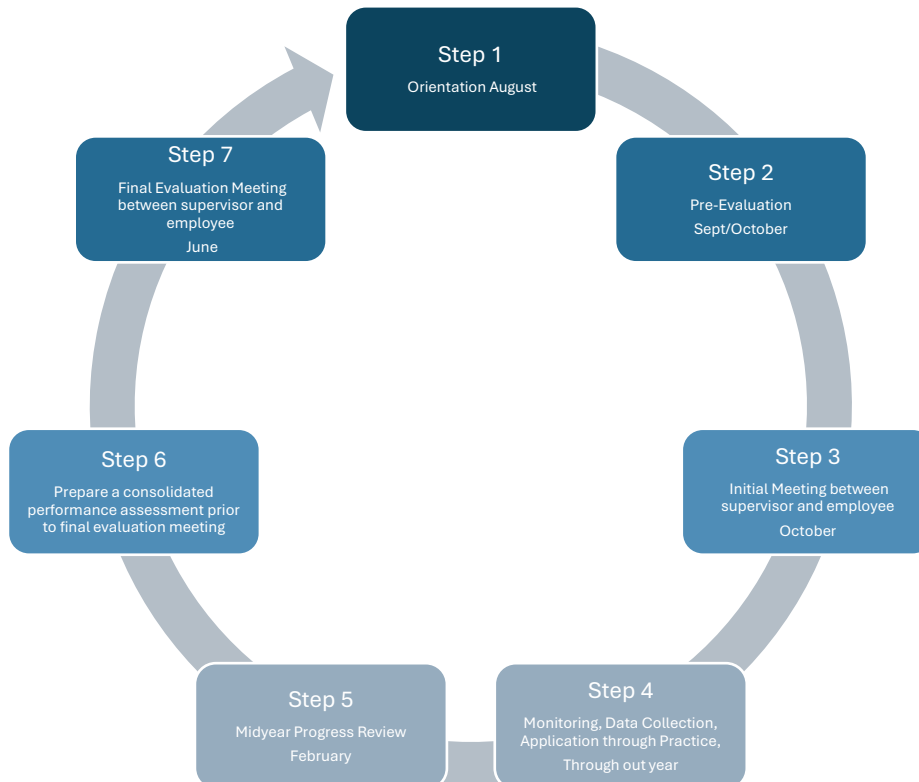 Step 1
Orientation August
Step 2
Pre-Evaluation
Sept/October
Step 3
Initial Meeting between
supervisor and employee
October
Step 4
Monitoring, Data Collection,
Application through Practice,
Through out year
Step 5
Midyear Progress Review
February
Step 6
Prepare a consolidated
performance assessment prior
to final evaluation meeting
Step 7
Final Evaluation Meeting
between supervisor and
employee
June